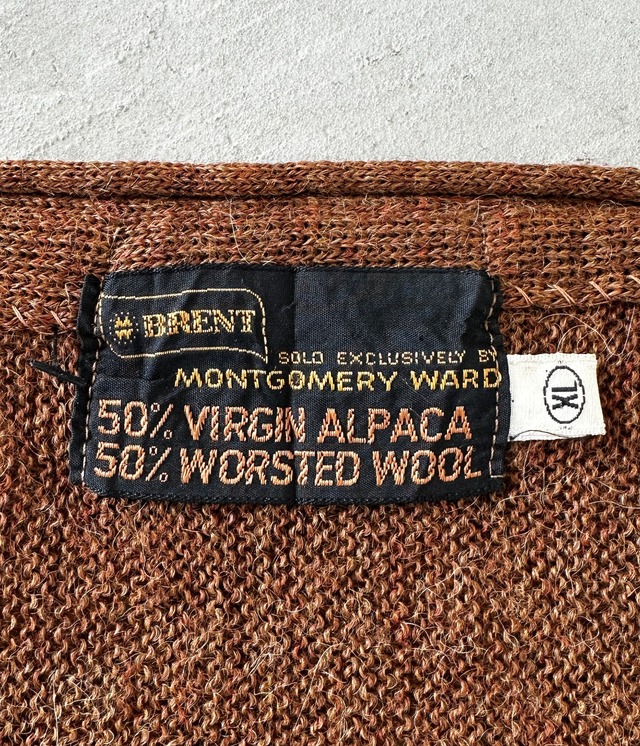 BRENT
SOLD EXCLUSIVELY BY
MONTGOMERY WARD
50% VIRGIN ALPACA
50% WORSTED WOOL
XL